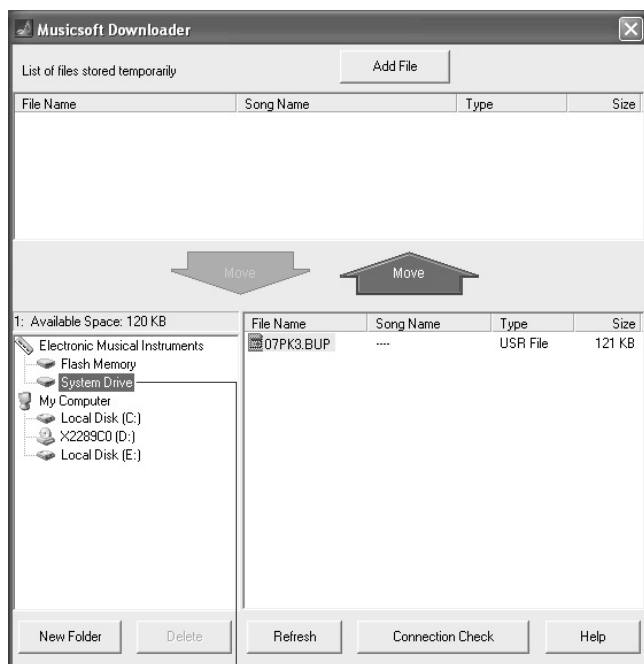 Musicsoft Downloader
List of files stored temporarily
Add File
File Name Song Name Type Size
Move Move
1: Available Space: 120 KB
Electronic Musical Instruments
Flash Memory
System Drive
My Computer
Local Disk (C:)
X2289C0 (D:)
Local Disk (E:)
File Name Song Name Type Size
07PK3.BUP ---- USR File 121 KB
New Folder Delete Refresh Connection Check Help